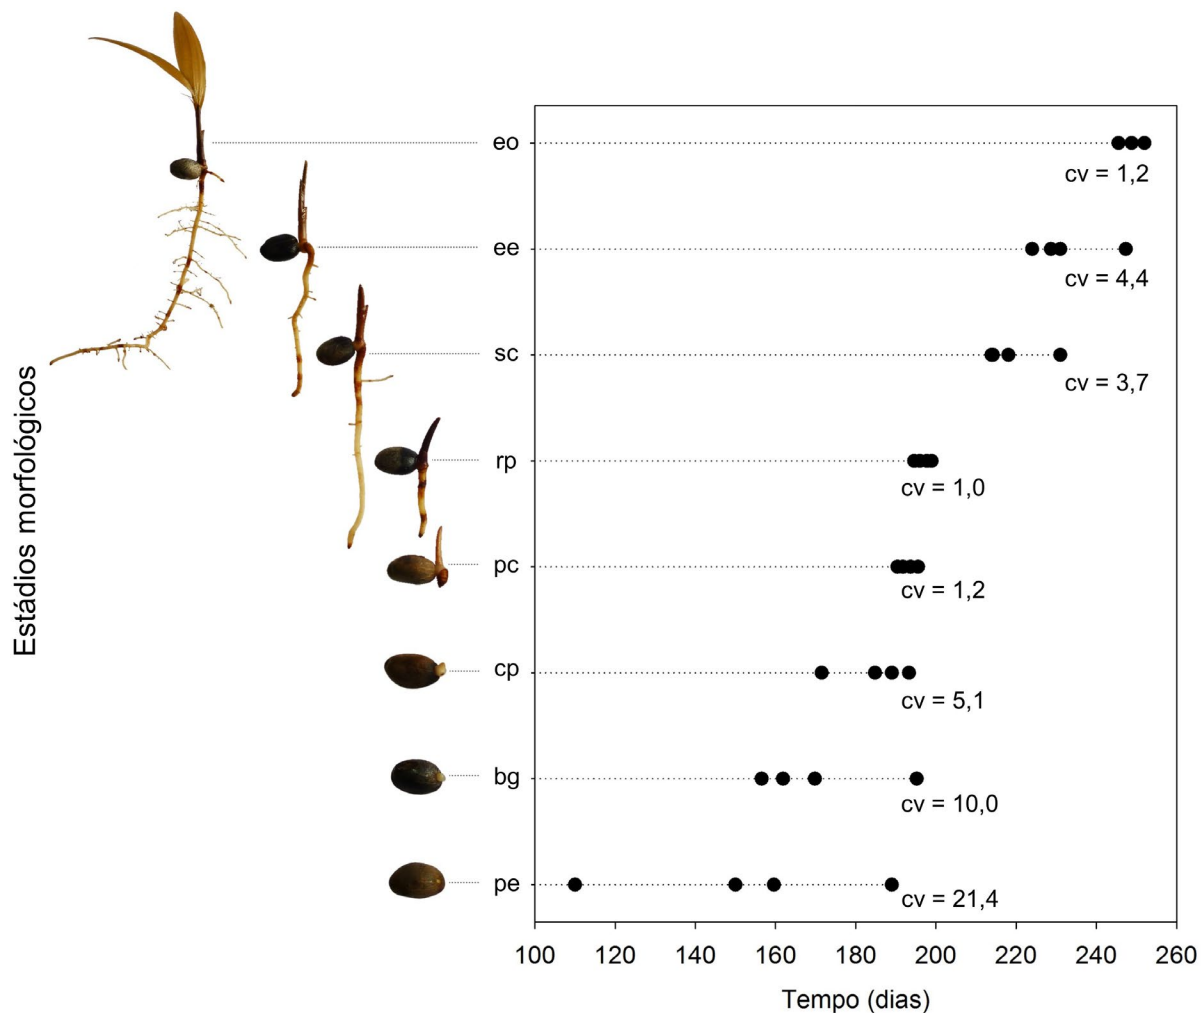 eo
cv = 1,2
ee
cv = 4,4
sc
cv = 3,7
rp
cv = 1,0
pc
cv = 1,2
cp
cv = 5,1
bg
cv = 10,0
pe
cv = 21,4
Estádios morfológicos
100 120 140 160 180 200 220 240 260
Tempo (dias)